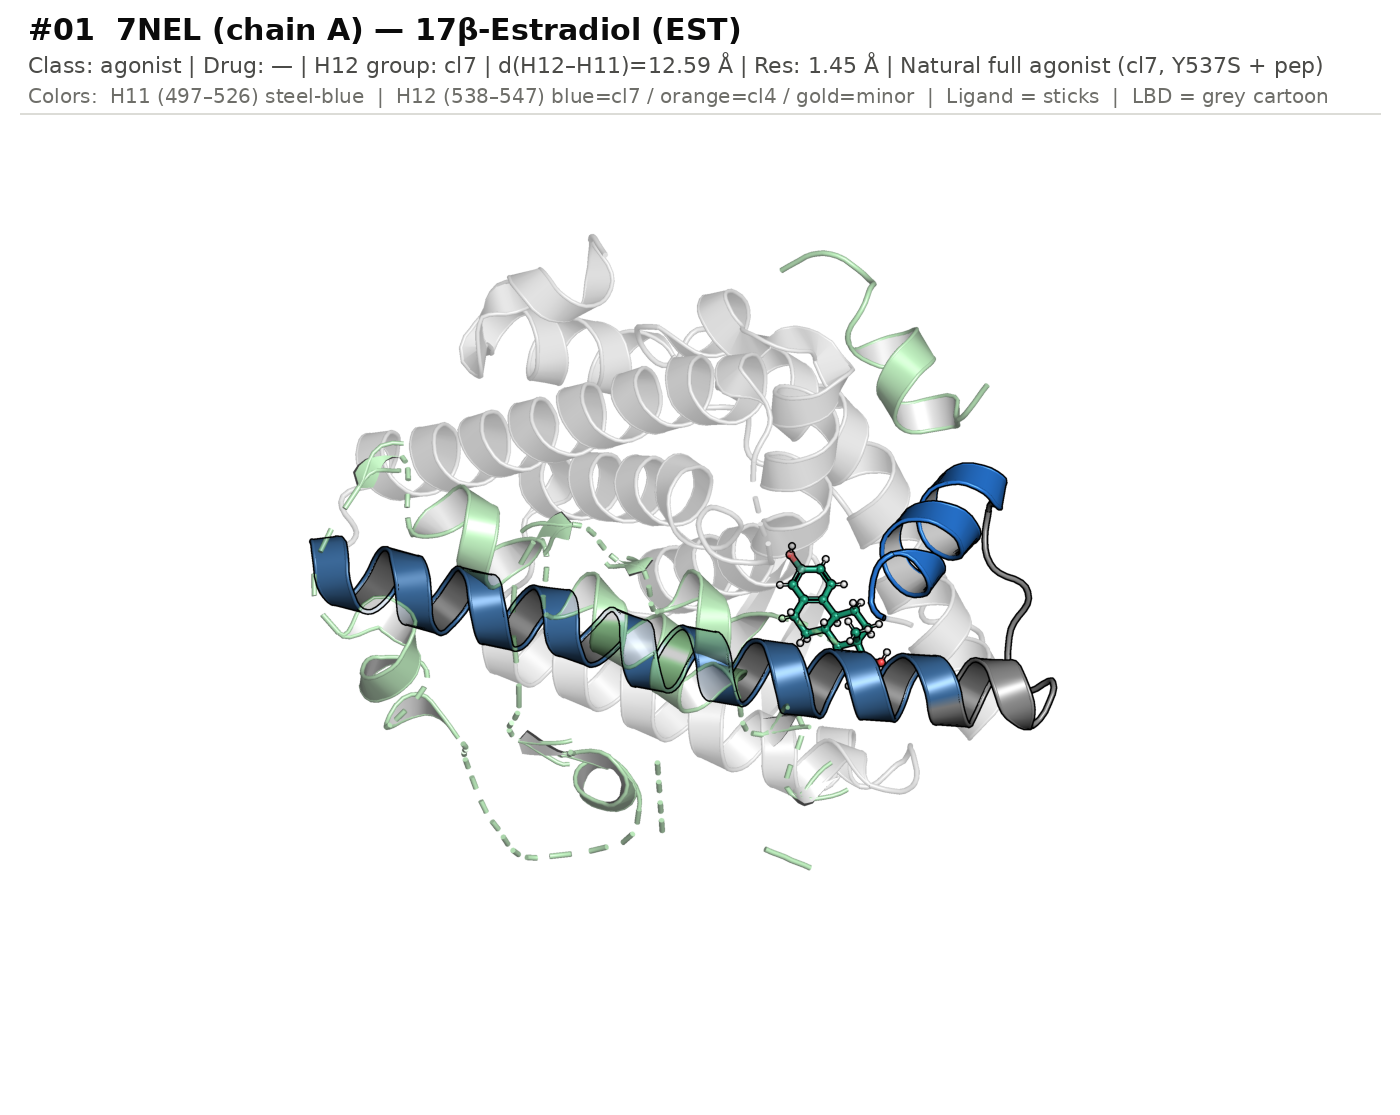 #01  7NEL (chain A) — 17β-Estradiol (EST)
Class: agonist | Drug: — | H12 group: cl7 | d(H12–H11)=12.59 Å | Res: 1.45 Å | Natural full agonist (cl7, Y537S + pep)
Colors:  H11 (497–526) steel-blue  |  H12 (538–547) blue=cl7 / orange=cl4 / gold=minor  |  Ligand = sticks  |  LBD = grey cartoon